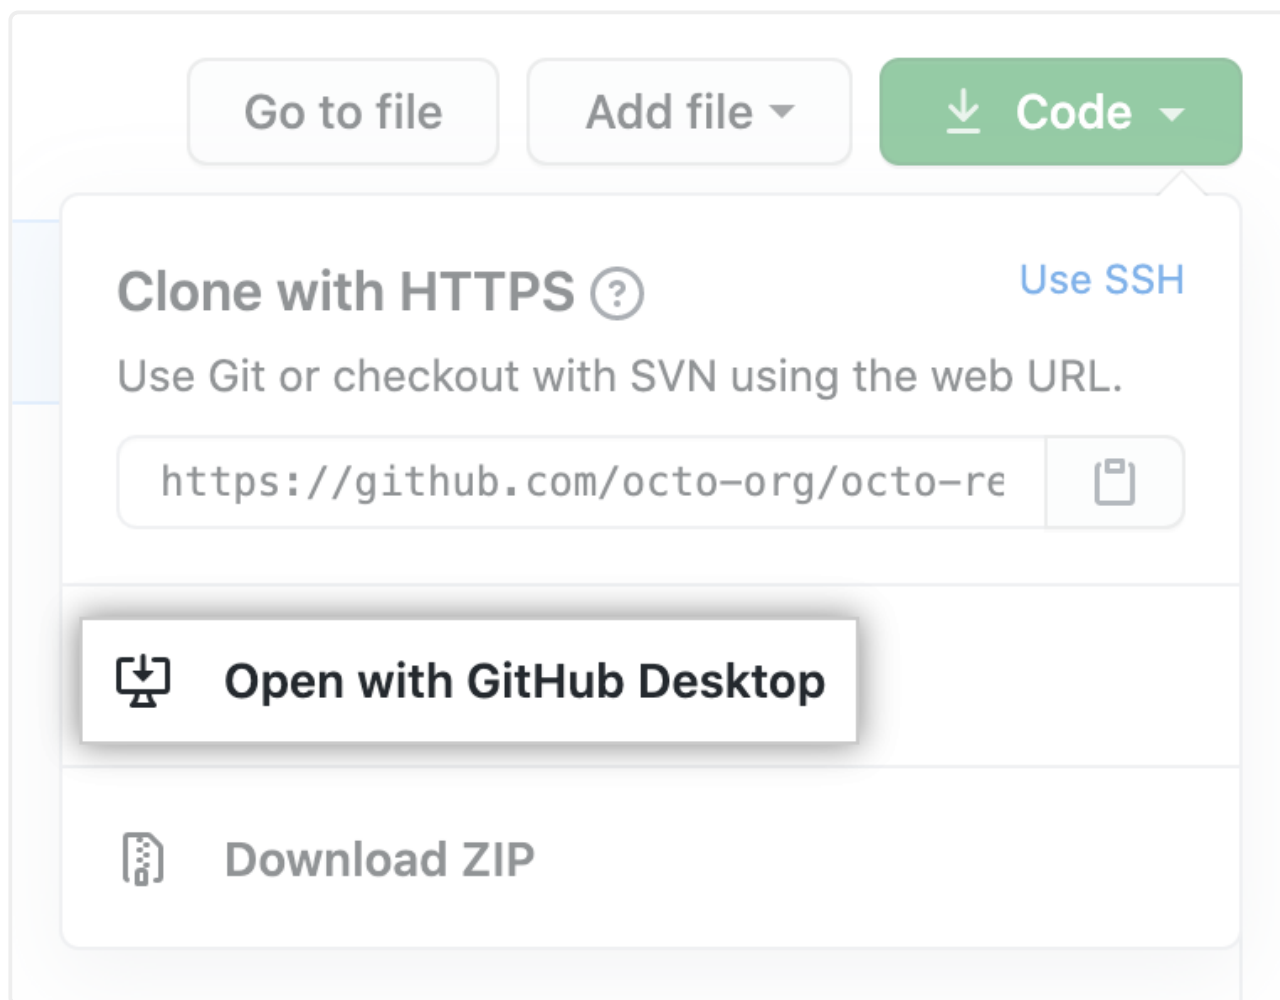 Go to file
Add file
Code
Clone with HTTPS ?
Use SSH
Use Git or checkout with SVN using the web URL.
https://github.com/octo-org/octo-re
Open with GitHub Desktop
Download ZIP